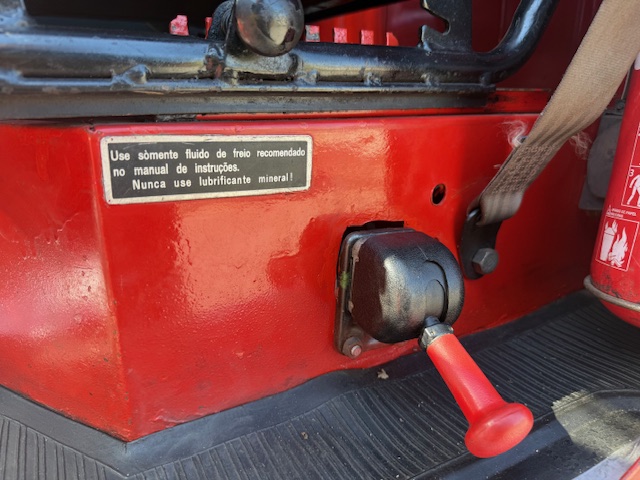 Use sòmente fluido de freio recomendado
no manual de instruções.
Nunca use lubrificante mineral!